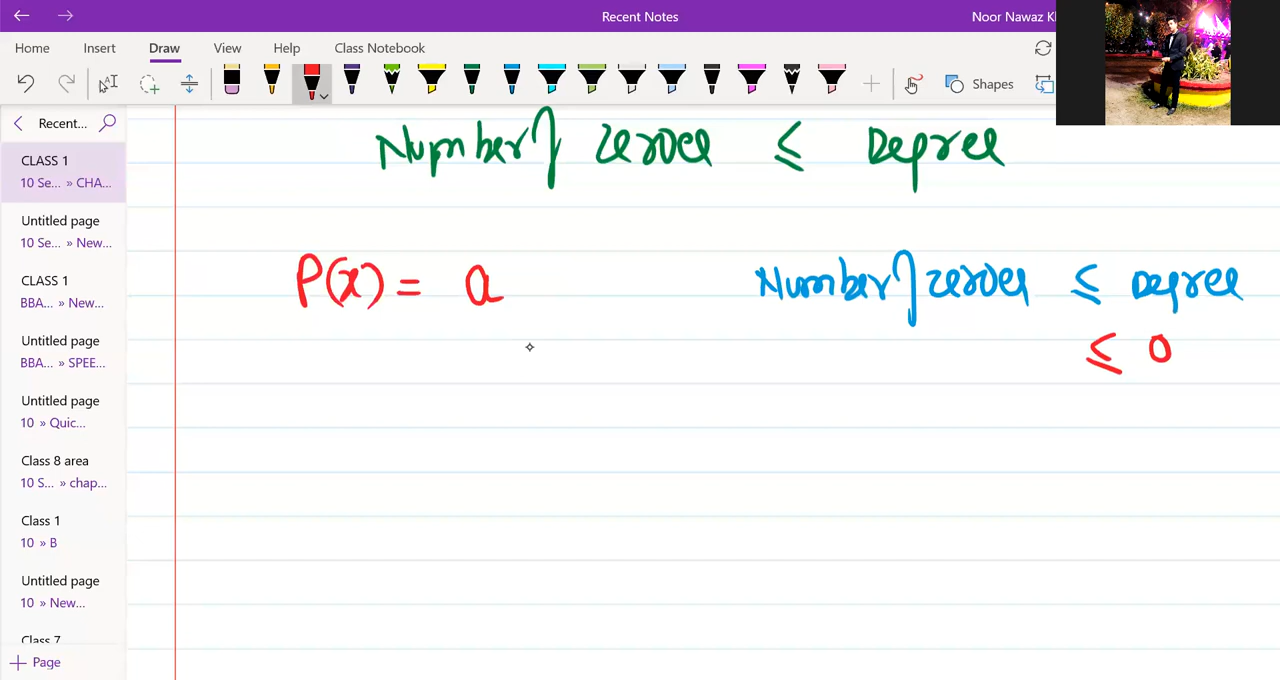 Recent Notes
Noor Nawaz Kh
Home Insert Draw View Help Class Notebook
Shapes
Recent...
CLASS 1
10 Se... » CHA...
Untitled page
10 Se... » New...
CLASS 1
BBA... » New...
Untitled page
BBA... » SPEE...
Untitled page
10 » Quic...
Class 8 area
10 S... » chap...
Class 1
10 » B
Untitled page
10 » New...
Class 7
Page
Number of zeroes ≤ Degree
P(x) = a
Number of zeroes ≤ Degree
≤ 0